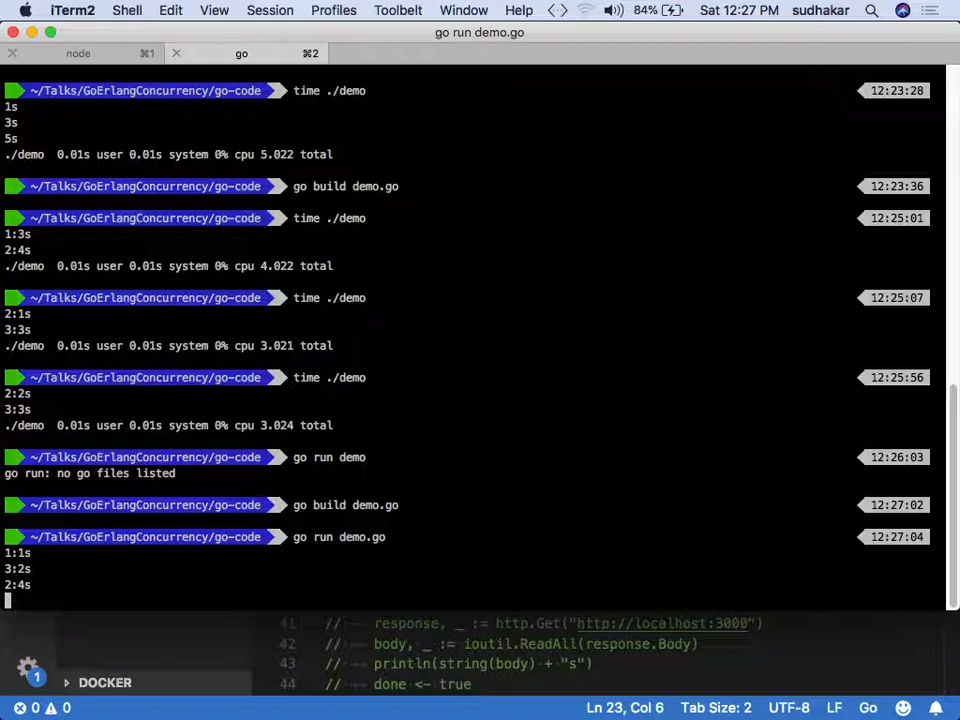 iTerm2 Shell Edit View Session Profiles Toolbelt Window Help 84% Sat 12:27 PM sudhakar
go run demo.go
node ⌘1 go ⌘2
~/Talks/GoErlangConcurrency/go-code time ./demo 12:23:28
1s
3s
5s
./demo 0.01s user 0.01s system 0% cpu 5.022 total
~/Talks/GoErlangConcurrency/go-code go build demo.go 12:23:36
~/Talks/GoErlangConcurrency/go-code time ./demo 12:25:01
1:3s
2:4s
./demo 0.01s user 0.01s system 0% cpu 4.022 total
~/Talks/GoErlangConcurrency/go-code time ./demo 12:25:07
2:1s
3:3s
./demo 0.01s user 0.01s system 0% cpu 3.021 total
~/Talks/GoErlangConcurrency/go-code time ./demo 12:25:56
2:2s
3:3s
./demo 0.01s user 0.01s system 0% cpu 3.024 total
~/Talks/GoErlangConcurrency/go-code go run demo 12:26:03
go run: no go files listed
~/Talks/GoErlangConcurrency/go-code go build demo.go 12:27:02
~/Talks/GoErlangConcurrency/go-code go run demo.go 12:27:04
1:1s
3:2s
2:4s
41 // response, _ := http.Get("http://localhost:3000")
42 // body, _ := ioutil.ReadAll(response.Body)
43 // println(string(body) + "s")
44 // done <- true
1 DOCKER
0 0 Ln 23, Col 6 Tab Size: 2 UTF-8 LF Go